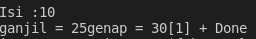 Isi :10
ganjil = 25genap = 30[1] + Done